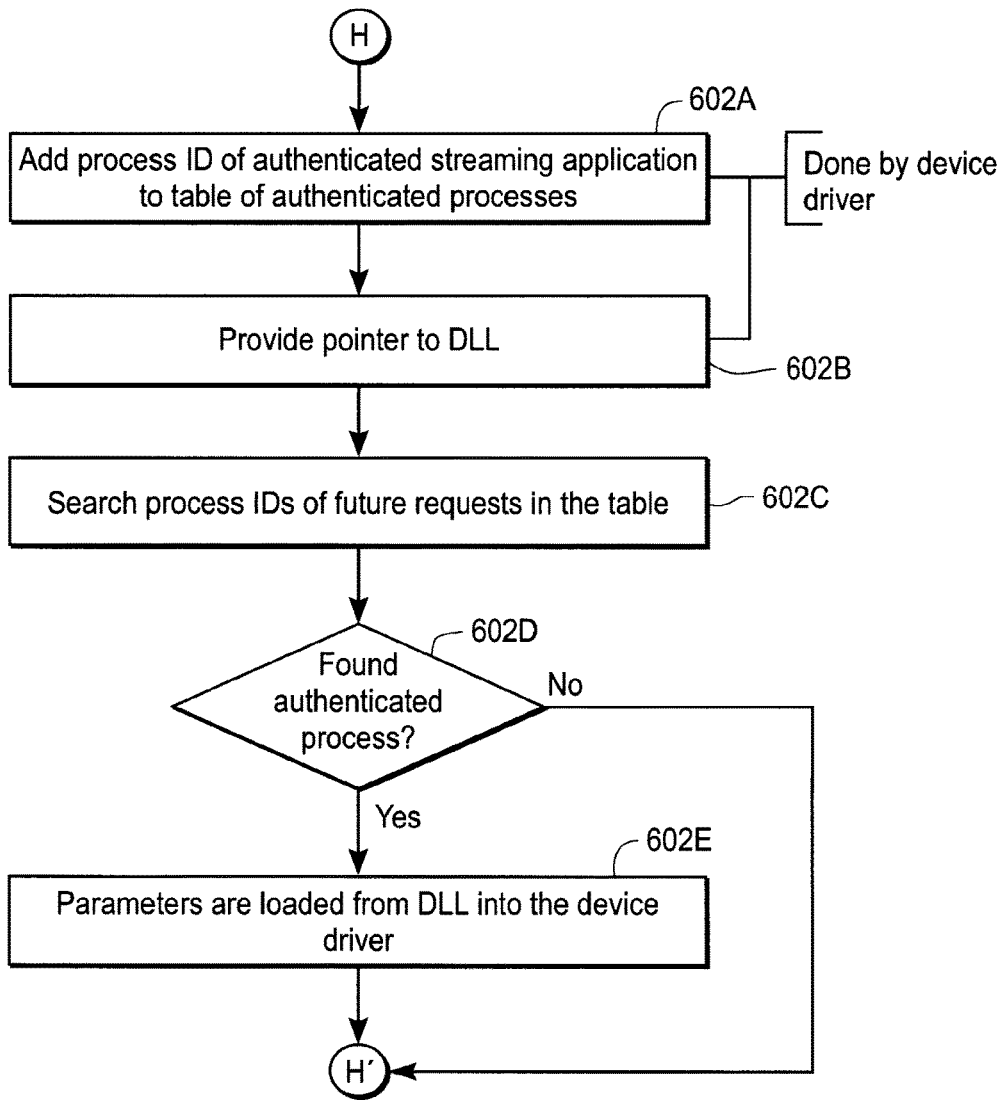 H
602A
Add process ID of authenticated streaming application
to table of authenticated processes
Done by device
driver
Provide pointer to DLL
602B
Search process IDs of future requests in the table
602C
602D
Found
authenticated
process?
No
Yes
602E
Parameters are loaded from DLL into the device
driver
H´